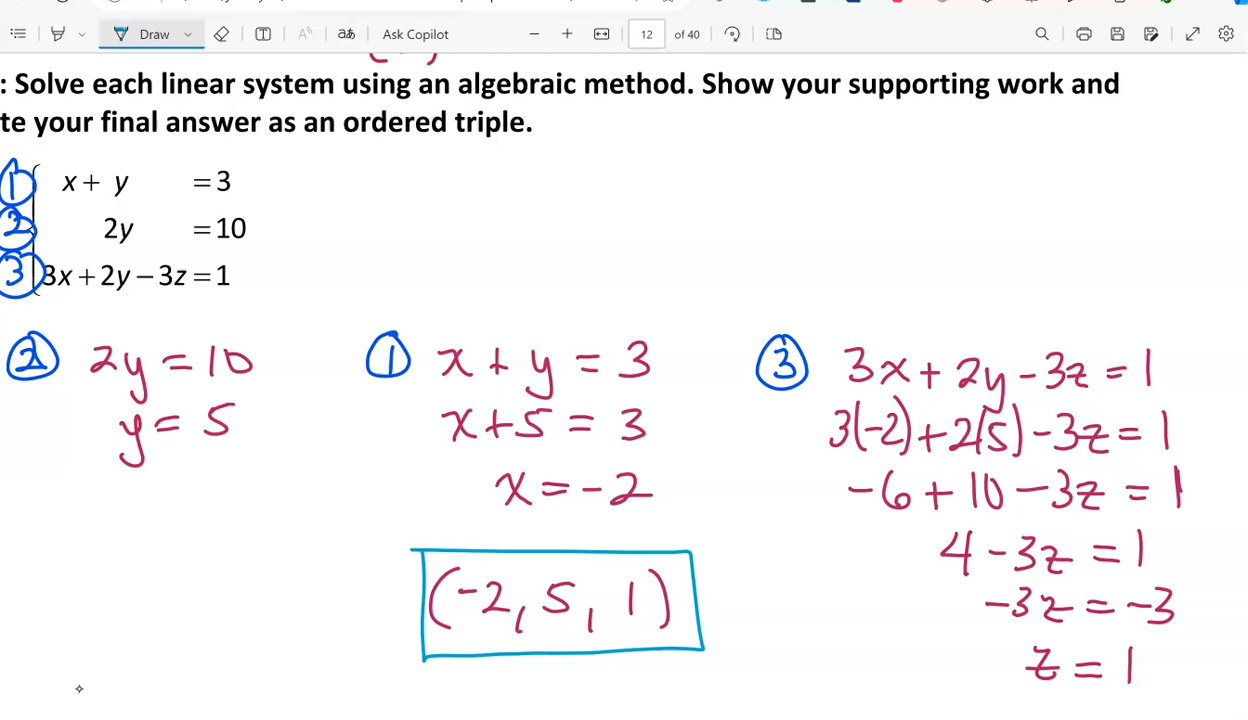 Draw
Ask Copilot
12 of 40
: Solve each linear system using an algebraic method. Show your supporting work and
te your final answer as an ordered triple.
① x + y = 3
② 2y = 10
③ 3x + 2y − 3z = 1
② 2y = 10
y = 5
① x + y = 3
x + 5 = 3
x = -2
(-2, 5, 1)
③ 3x + 2y - 3z = 1
3(-2) + 2(5) - 3z = 1
-6 + 10 - 3z = 1
4 - 3z = 1
-3z = -3
z = 1